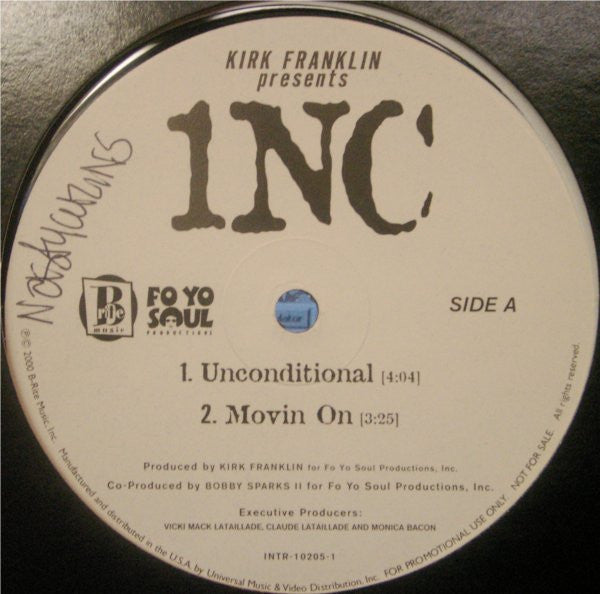 KIRK FRANKLIN
presents
1NC
B
rite
music
FO YO
SOUL
PRODUCTIONS
SIDE A
1. Unconditional [4:04]
2. Movin On [3:25]
Produced by KIRK FRANKLIN for Fo Yo Soul Productions, Inc.
Co-Produced by BOBBY SPARKS II for Fo Yo Soul Productions, Inc.
Executive Producers:
VICKI MACK LATAILLADE, CLAUDE LATAILLADE AND MONICA BACON
INTR-10205-1
℗© 2000 B-Rite Music, Inc. Manufactured and distributed in the U.S.A. by Universal Music & Video Distribution, Inc. FOR PROMOTIONAL USE ONLY. NOT FOR SALE. All rights reserved.